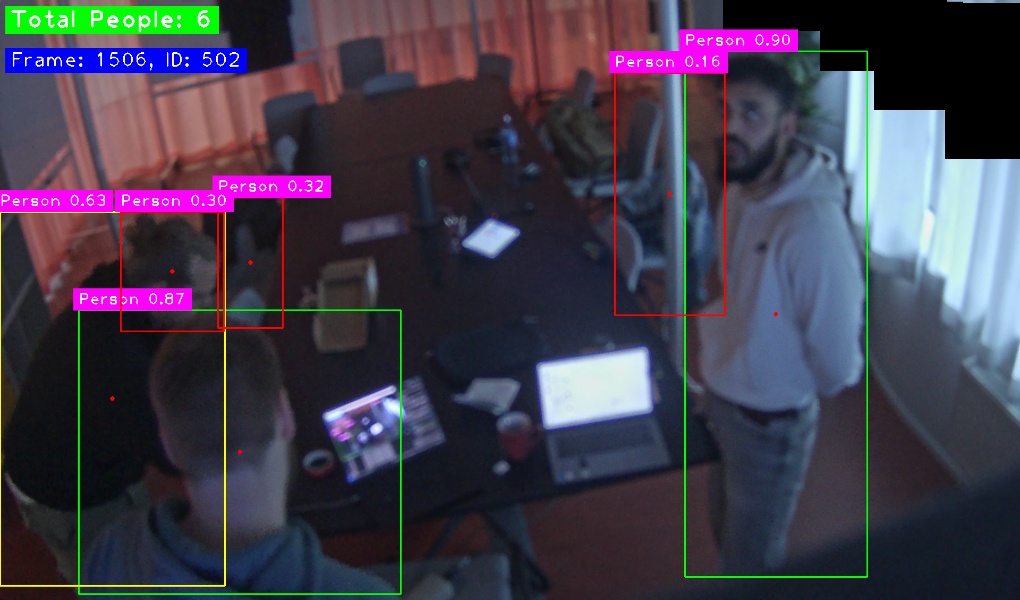 Total People: 6
Frame: 1506, ID: 502
Person 0.90
Person 0.16
Person 0.32
Person 0.63
Person 0.30
Person 0.87